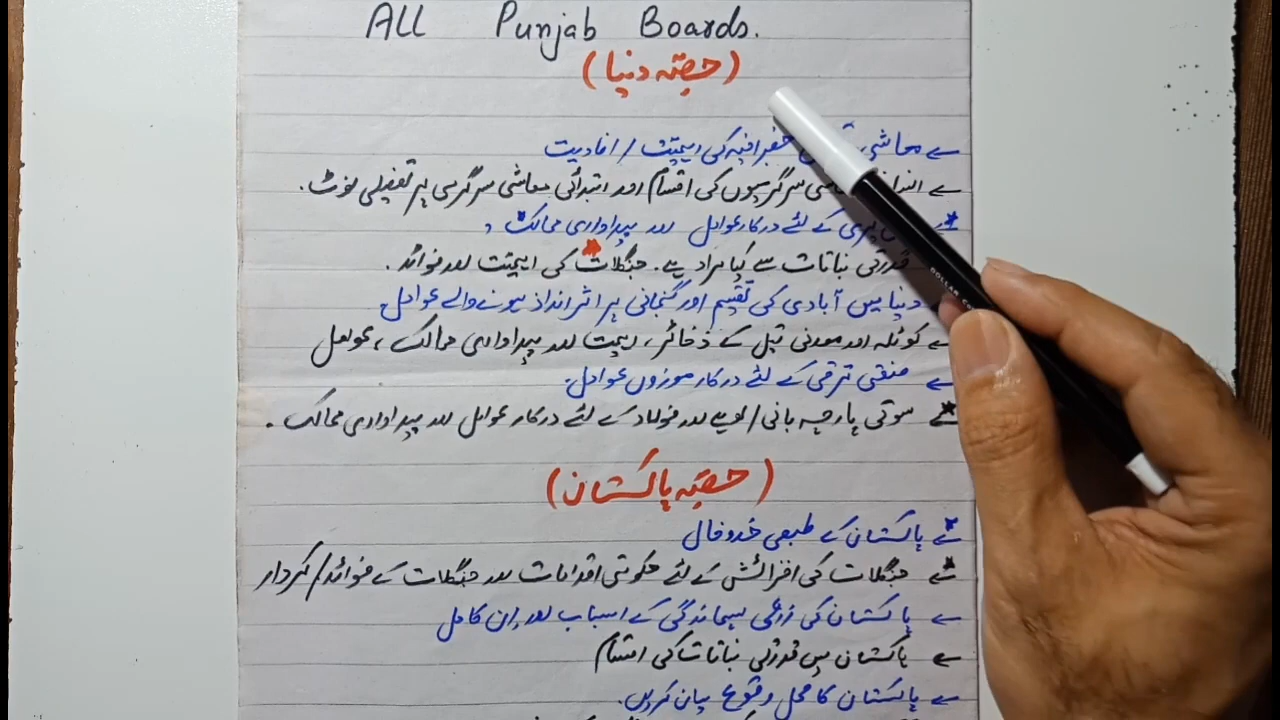 All Punjab Boards.
(حصّہ دنیا)
معاشی جغرافیہ کی اہمیت / افادیت
سرگرمیوں کی اقسام اور ابتدائی معاشی سرگرمی پر تفصیلی نوٹ.
کے لئے درکار عوامل اور پیداواری ممالک
قدرتی نباتات سے کیا مراد ہے. جنگلات کی اہمیت اور فوائد.
دنیا میں آبادی کی تقسیم اور گنجانی پر اثر انداز ہونے والے عوامل.
کوئلہ اور معدنی تیل کے ذخائر، اہمیت اور پیداواری ممالک، عوامل
صنعتی ترقی کے لئے درکار موزوں عوامل.
سوتی پارچہ بانی / لوہے اور فولاد کے لئے درکار عوامل اور پیداواری ممالک.
(حصّہ پاکستان)
پاکستان کے طبعی خدوخال
جنگلات کی افزائش کے لئے حکومتی اقدامات اور جنگلات کے فوائد / کردار
پاکستان کی زرعی پسماندگی کے اسباب اور ان کا حل
پاکستان میں قدرتی نباتات کی اقسام
پاکستان کا محل وقوع بیان کریں.